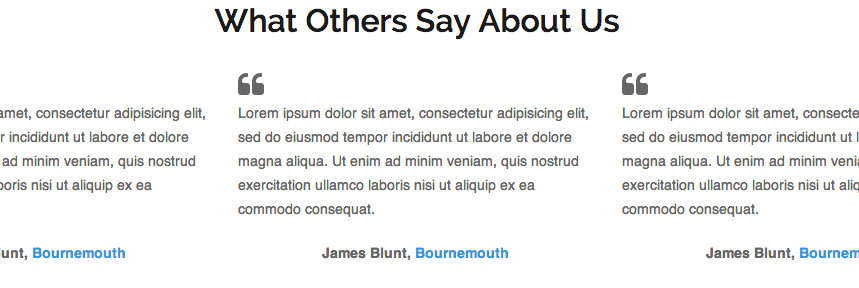 What Others Say About Us
amet, consectetur adipisicing elit,
r incididunt ut labore et dolore
ad minim veniam, quis nostrud
boris nisi ut aliquip ex ea
unt, Bournemouth
Lorem ipsum dolor sit amet, consectetur adipisicing elit,
sed do eiusmod tempor incididunt ut labore et dolore
magna aliqua. Ut enim ad minim veniam, quis nostrud
exercitation ullamco laboris nisi ut aliquip ex ea
commodo consequat.
James Blunt, Bournemouth
Lorem ipsum dolor sit amet, consecte
sed do eiusmod tempor incididunt ut l
magna aliqua. Ut enim ad minim venia
exercitation ullamco laboris nisi ut aliq
commodo consequat.
James Blunt, Bournem